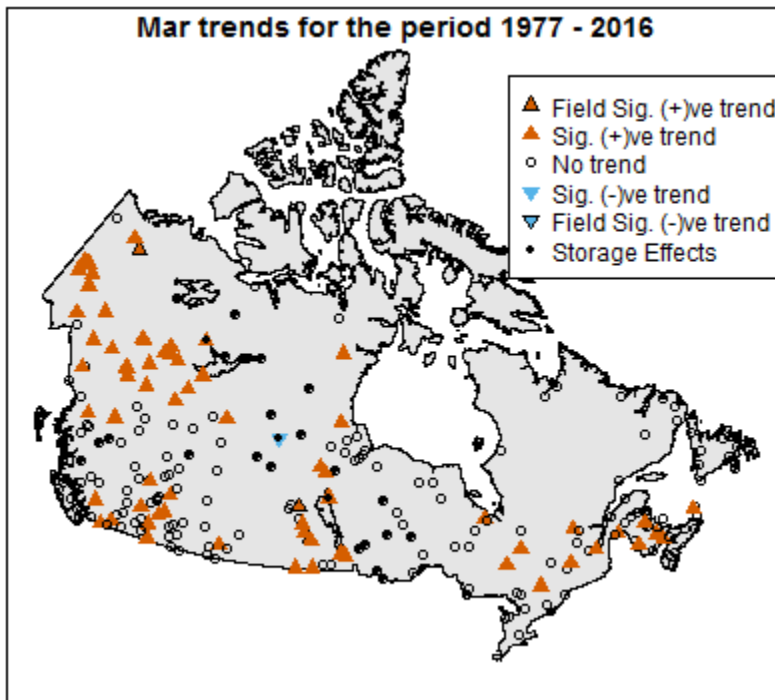 Mar trends for the period 1977 - 2016
Field Sig. (+)ve trend
Sig. (+)ve trend
No trend
Sig. (-)ve trend
Field Sig. (-)ve trend
Storage Effects